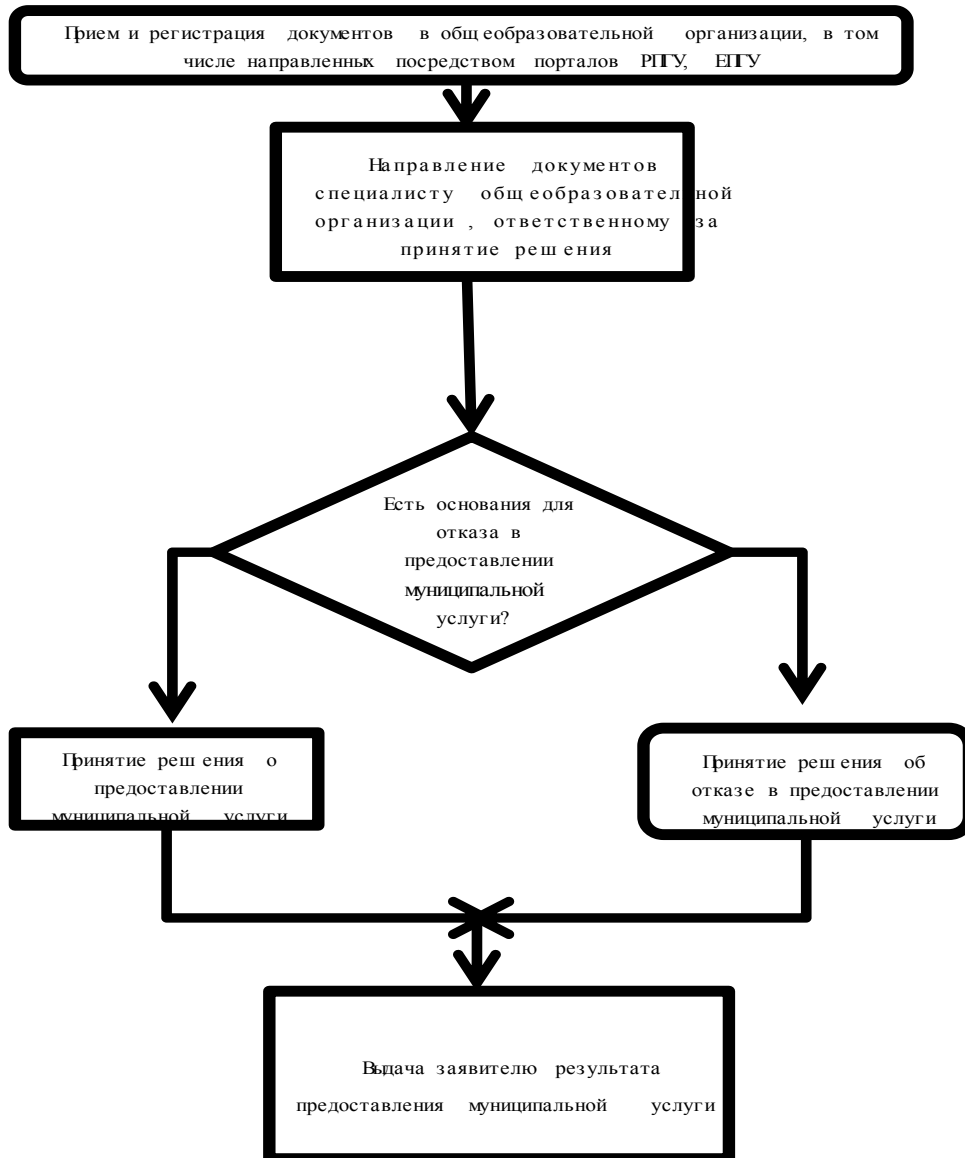 Прием и регистрация документов в общеобразовательной организации, в том
числе направленных посредством порталов РПГУ, ЕПГУ
Направление документов
специалисту общеобразовательной
организации, ответственному за
принятие решения
Есть основания для
отказа в
предоставлении
муниципальной
услуги?
Принятие решения о
предоставлении
муниципальной услуги
Принятие решения об
отказе в предоставлении
муниципальной услуги
Выдача заявителю результата
предоставления муниципальной услуги